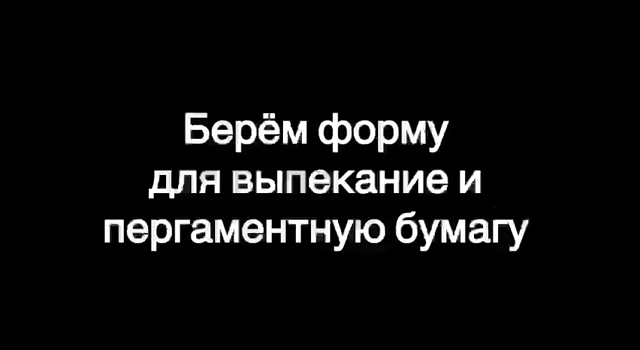 Берём форму
для выпекание и
пергаментную бумагу